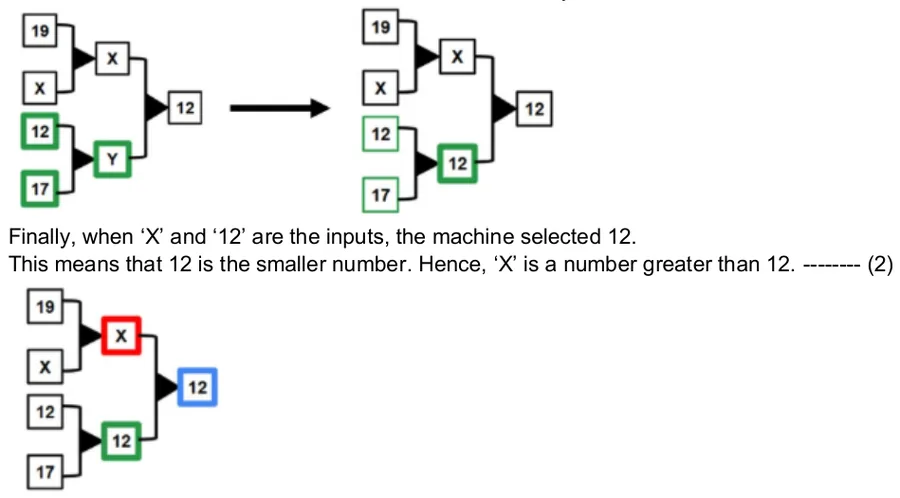 19
X
X
12
12
Y
17
19
X
X
12
12
12
17
Finally, when ‘X’ and ‘12’ are the inputs, the machine selected 12.
This means that 12 is the smaller number. Hence, ‘X’ is a number greater than 12. -------- (2)
19
X
X
12
12
12
17